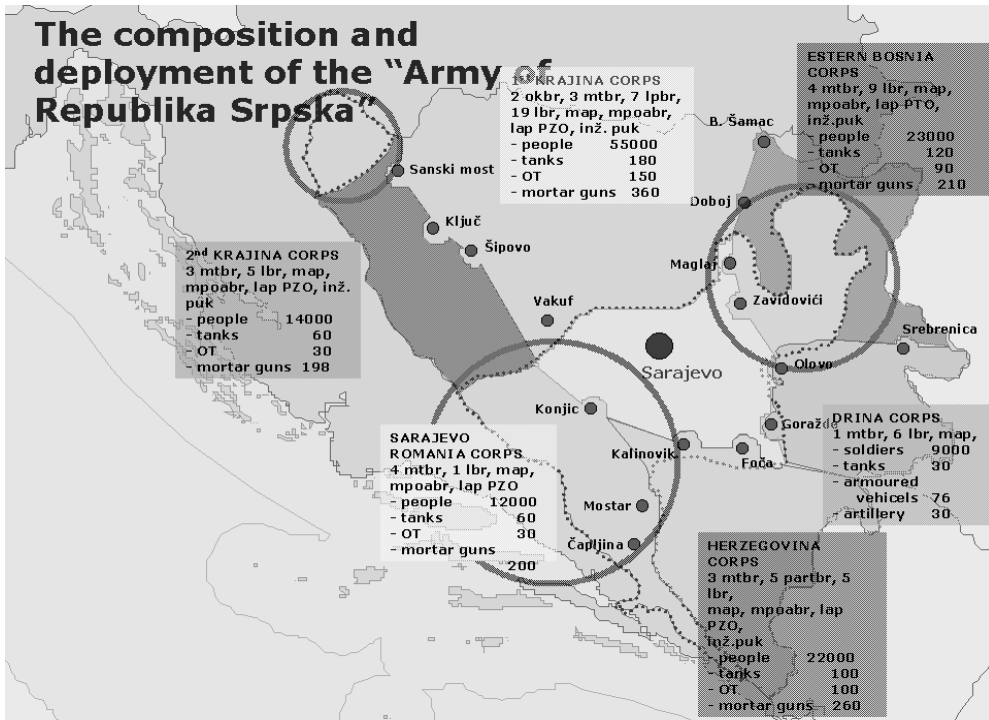 The composition and
deployment of the “Army of
Republika Srpska”
1st KRAJINA CORPS
2 okbr, 3 mtbr, 7 lpbr,
19 lbr, map, mpoabr,
lap PZO, inž. puk
- people 55000
- tanks 180
- OT 150
- mortar guns 360
ESTERN BOSNIA
CORPS
4 mtbr, 9 lbr, map,
mpoabr, lap PTO,
inž.puk
- people 23000
- tanks 120
- OT 90
- mortar guns 210
B. Šamac
Sanski most
Doboj
Ključ
Šipovo
Maglaj
2nd KRAJINA CORPS
3 mtbr, 5 lbr, map,
mpoabr, lap PZO, inž.
puk
- people 14000
- tanks 60
- OT 30
- mortar guns 198
Vakuf
Zavidovići
Srebrenica
Sarajevo
Olovo
Konjic
Goražde
Kalinovik
Foča
DRINA CORPS
1 mtbr, 6 lbr, map,
- soldiers 9000
- tanks 30
- armoured
vehicels 76
- artillery 30
SARAJEVO
ROMANIA CORPS
4 mtbr, 1 lbr, map,
mpoabr, lap PZO
- people 12000
- tanks 60
- OT 30
- mortar guns
200
Mostar
Čapljina
HERZEGOVINA
CORPS
3 mtbr, 5 partbr, 5
lbr,
map, mpoabr, lap
PZO,
inž.puk
- people 22000
- tanks 100
- OT 100
- mortar guns 260